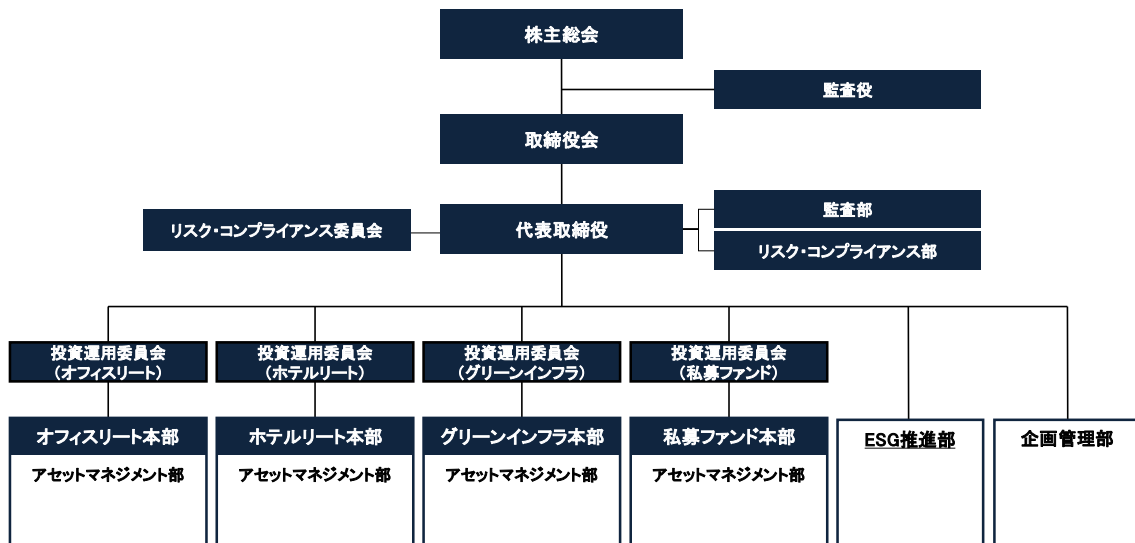 株主総会
監査役
取締役会
リスク・コンプライアンス委員会
代表取締役
監査部
リスク・コンプライアンス部
投資運用委員会
（オフィスリート）
投資運用委員会
（ホテルリート）
投資運用委員会
（グリーンインフラ）
投資運用委員会
（私募ファンド）
オフィスリート本部
アセットマネジメント部
ホテルリート本部
アセットマネジメント部
グリーンインフラ本部
アセットマネジメント部
私募ファンド本部
アセットマネジメント部
ESG推進部
企画管理部